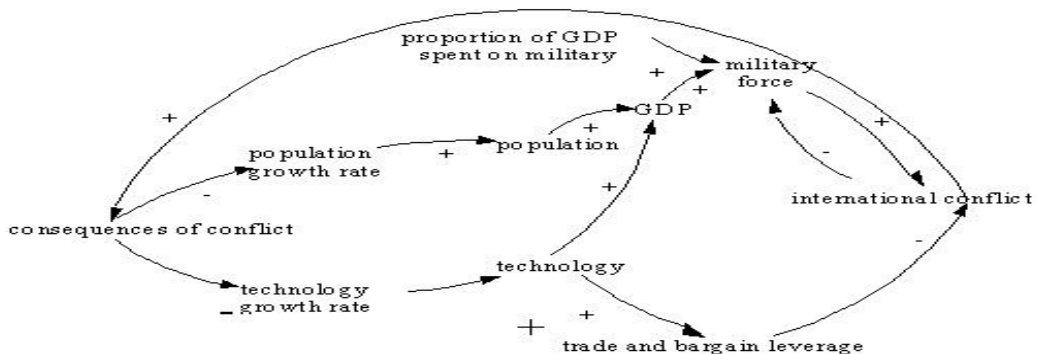 proportion of GDP
spent on military
military
force
+
+
+
GDP
+
+
+
population
growth rate
+
population
-
-
international conflict
consequences of conflict
+
-
technology
technology
growth rate
-
+
+
trade and bargain leverage